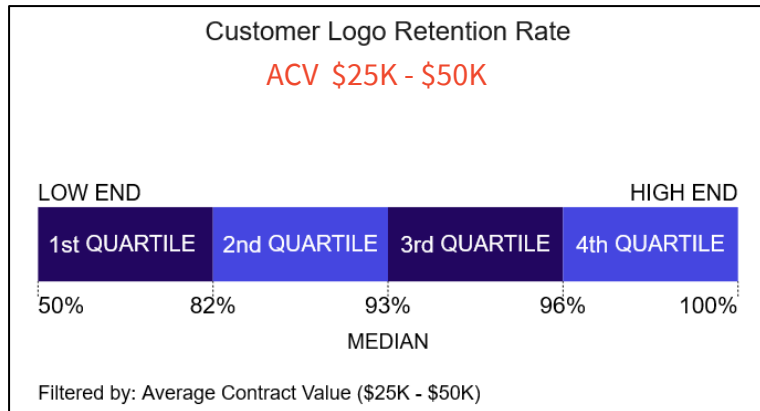 Customer Logo Retention Rate
ACV $25K - $50K
LOW END HIGH END
1st QUARTILE 2nd QUARTILE 3rd QUARTILE 4th QUARTILE
50% 82% 93% 96% 100%
MEDIAN
Filtered by: Average Contract Value ($25K - $50K)